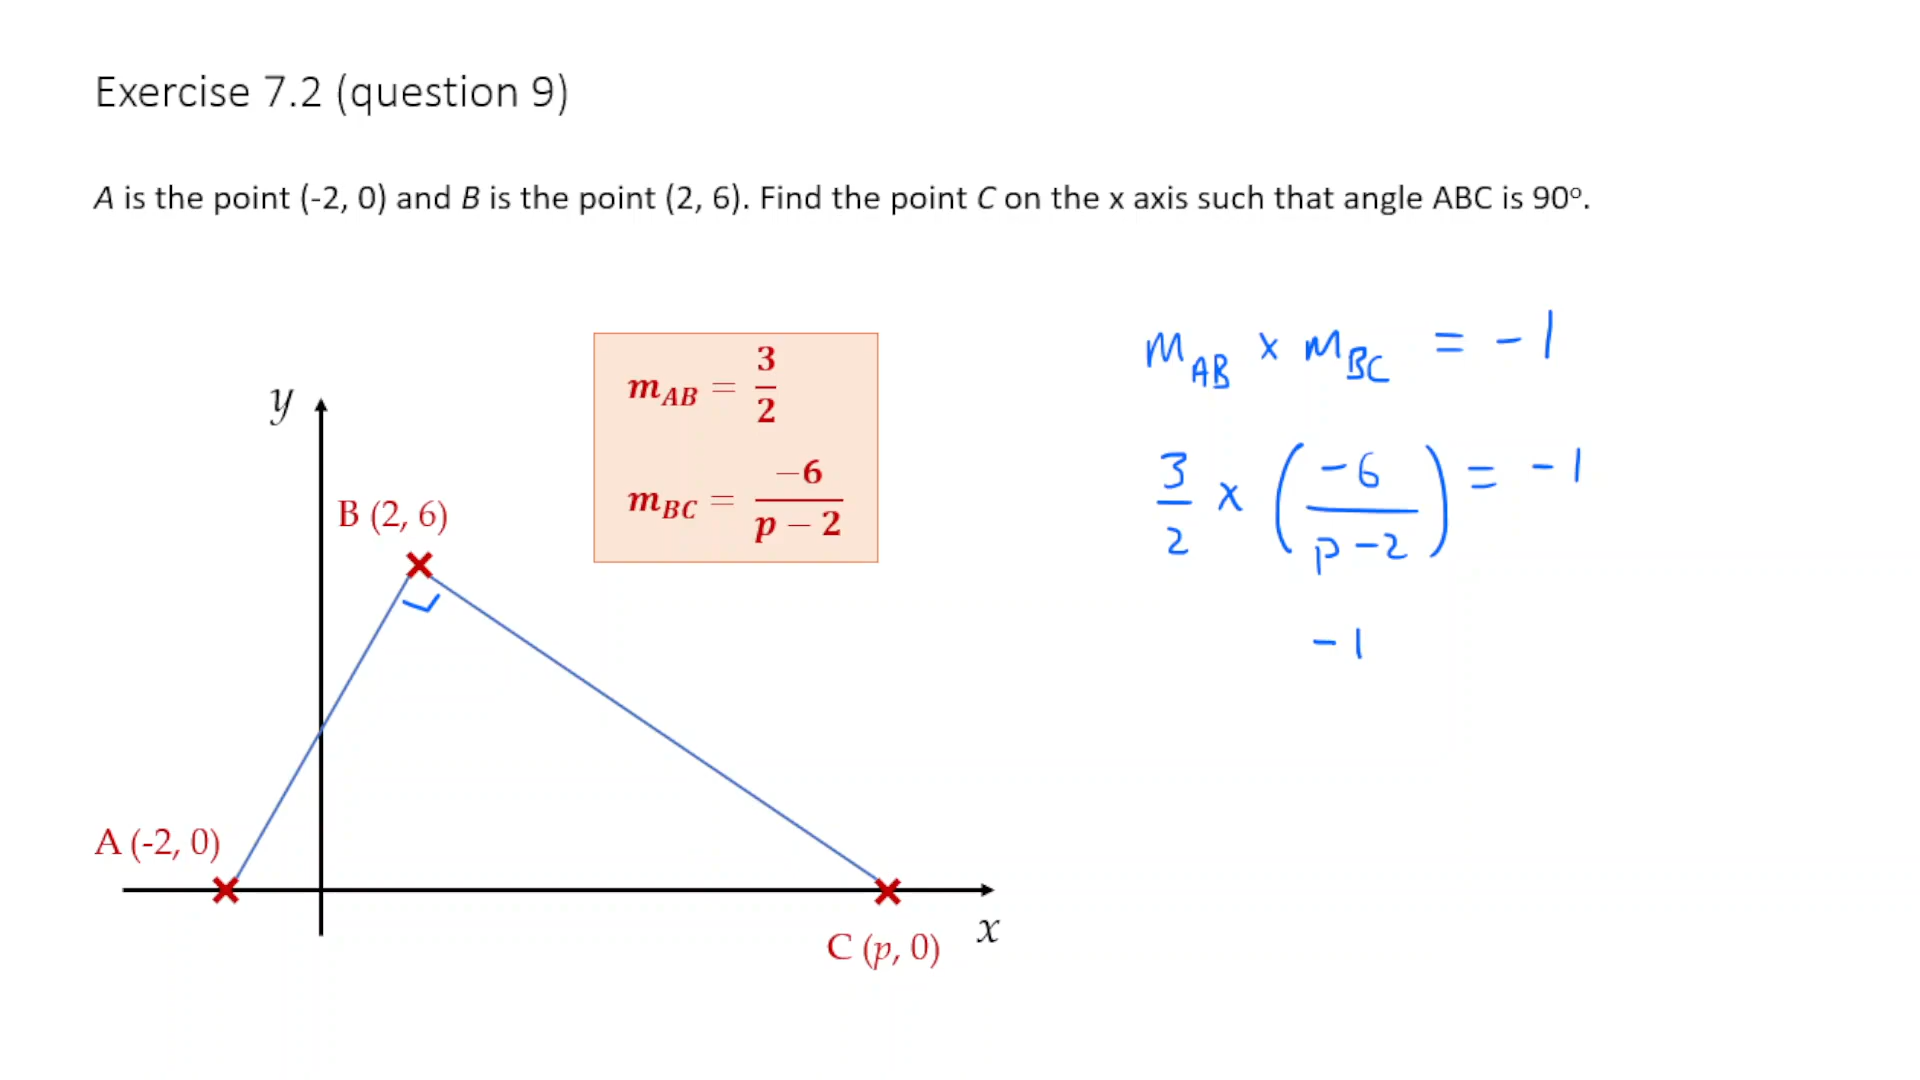 Exercise 7.2 (question 9)
A is the point (-2, 0) and B is the point (2, 6). Find the point C on the x axis such that angle ABC is 90º.
y
B (2, 6)
A (-2, 0)
C (p, 0)
x
m_AB = 3/2
m_BC = −6/(p − 2)
m_AB × m_BC = -1
3/2 × (-6/(p-2)) = -1
-1